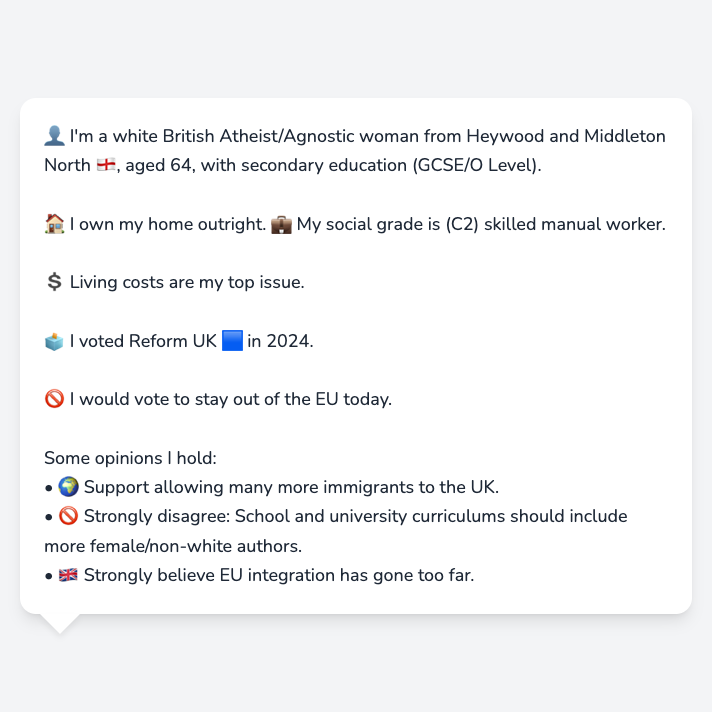 👤 I'm a white British Atheist/Agnostic woman from Heywood and Middleton
North 🏴󠁧󠁢󠁥󠁮󠁧󠁿, aged 64, with secondary education (GCSE/O Level).
🏠 I own my home outright. 💼 My social grade is (C2) skilled manual worker.
💲 Living costs are my top issue.
🗳️ I voted Reform UK 🟦 in 2024.
🚫 I would vote to stay out of the EU today.
Some opinions I hold:
• 🌍 Support allowing many more immigrants to the UK.
• 🚫 Strongly disagree: School and university curriculums should include
more female/non-white authors.
• 🇬🇧 Strongly believe EU integration has gone too far.